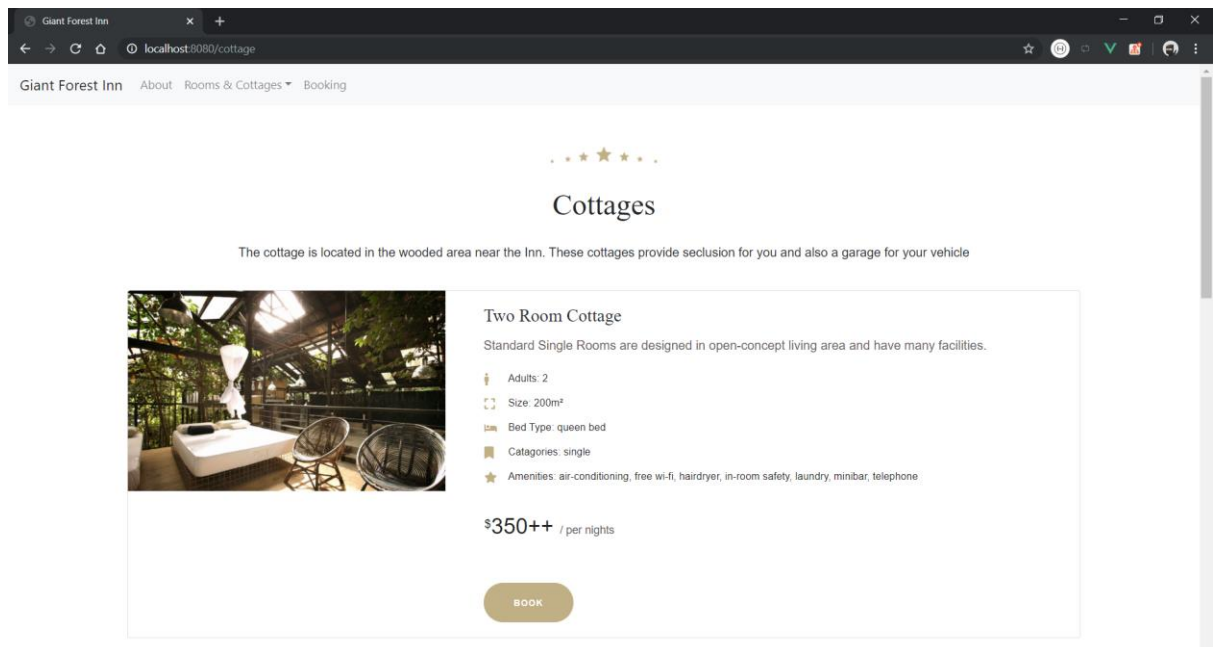 Giant Forest Inn
localhost:8080/cottage
Giant Forest Inn About Rooms & Cottages Booking
Cottages
The cottage is located in the wooded area near the Inn. These cottages provide seclusion for you and also a garage for your vehicle
Two Room Cottage
Standard Single Rooms are designed in open-concept living area and have many facilities.
Adults: 2
Size: 200m²
Bed Type: queen bed
Catagories: single
Amenities: air-conditioning, free wi-fi, hairdryer, in-room safety, laundry, minibar, telephone
$350++ / per nights
BOOK